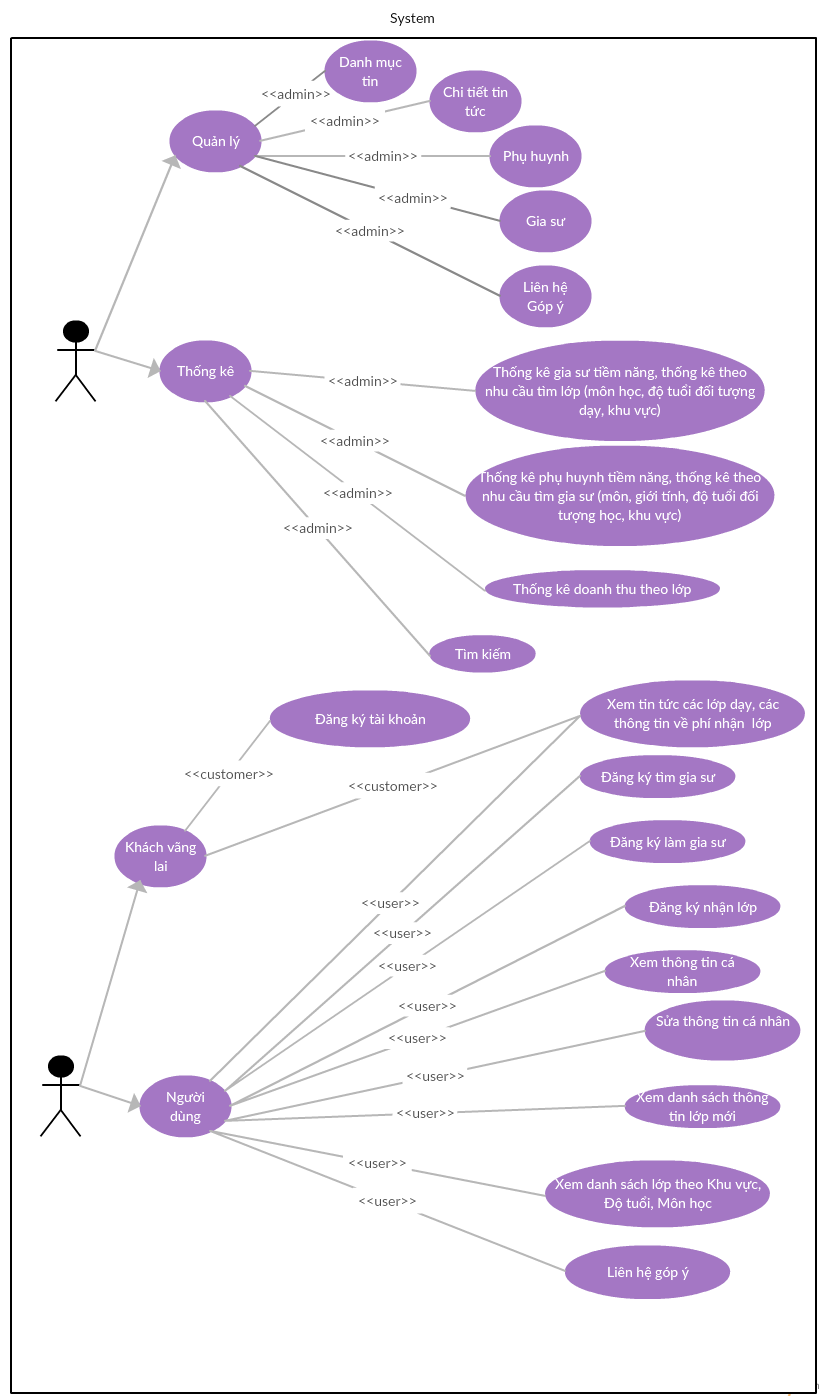 System
Danh mục
tin
<<admin>>
Chi tiết tin
tức
<<admin>>
Quản lý
<<admin>>
Phụ huynh
<<admin>>
Gia sư
<<admin>>
Liên hệ
Góp ý
Thống kê
<<admin>>
Thống kê gia sư tiềm năng, thống kê theo
nhu cầu tìm lớp (môn học, độ tuổi đối tượng
dạy, khu vực)
<<admin>>
Thống kê phụ huynh tiềm năng, thống kê theo
nhu cầu tìm gia sư (môn, giới tính, độ tuổi đối
tượng học, khu vực)
<<admin>>
<<admin>>
Thống kê doanh thu theo lớp
Tìm kiếm
Đăng ký tài khoản
Xem tin tức các lớp dạy, các
thông tin về phí nhận lớp
<<customer>>
<<customer>>
Đăng ký tìm gia sư
Khách vãng
lai
Đăng ký làm gia sư
<<user>>
Đăng ký nhận lớp
<<user>>
<<user>>
Xem thông tin cá
nhân
<<user>>
Sửa thông tin cá nhân
<<user>>
<<user>>
Người
dùng
<<user>>
Xem danh sách thông
tin lớp mới
<<user>>
Xem danh sách lớp theo Khu vực,
Độ tuổi, Môn học
<<user>>
Liên hệ góp ý